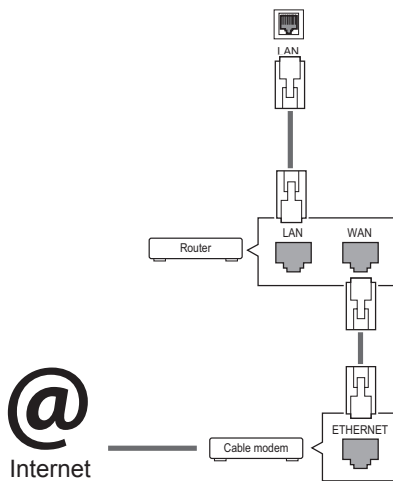 LAN
LAN WAN
Router
ETHERNET
@
Cable modem
Internet